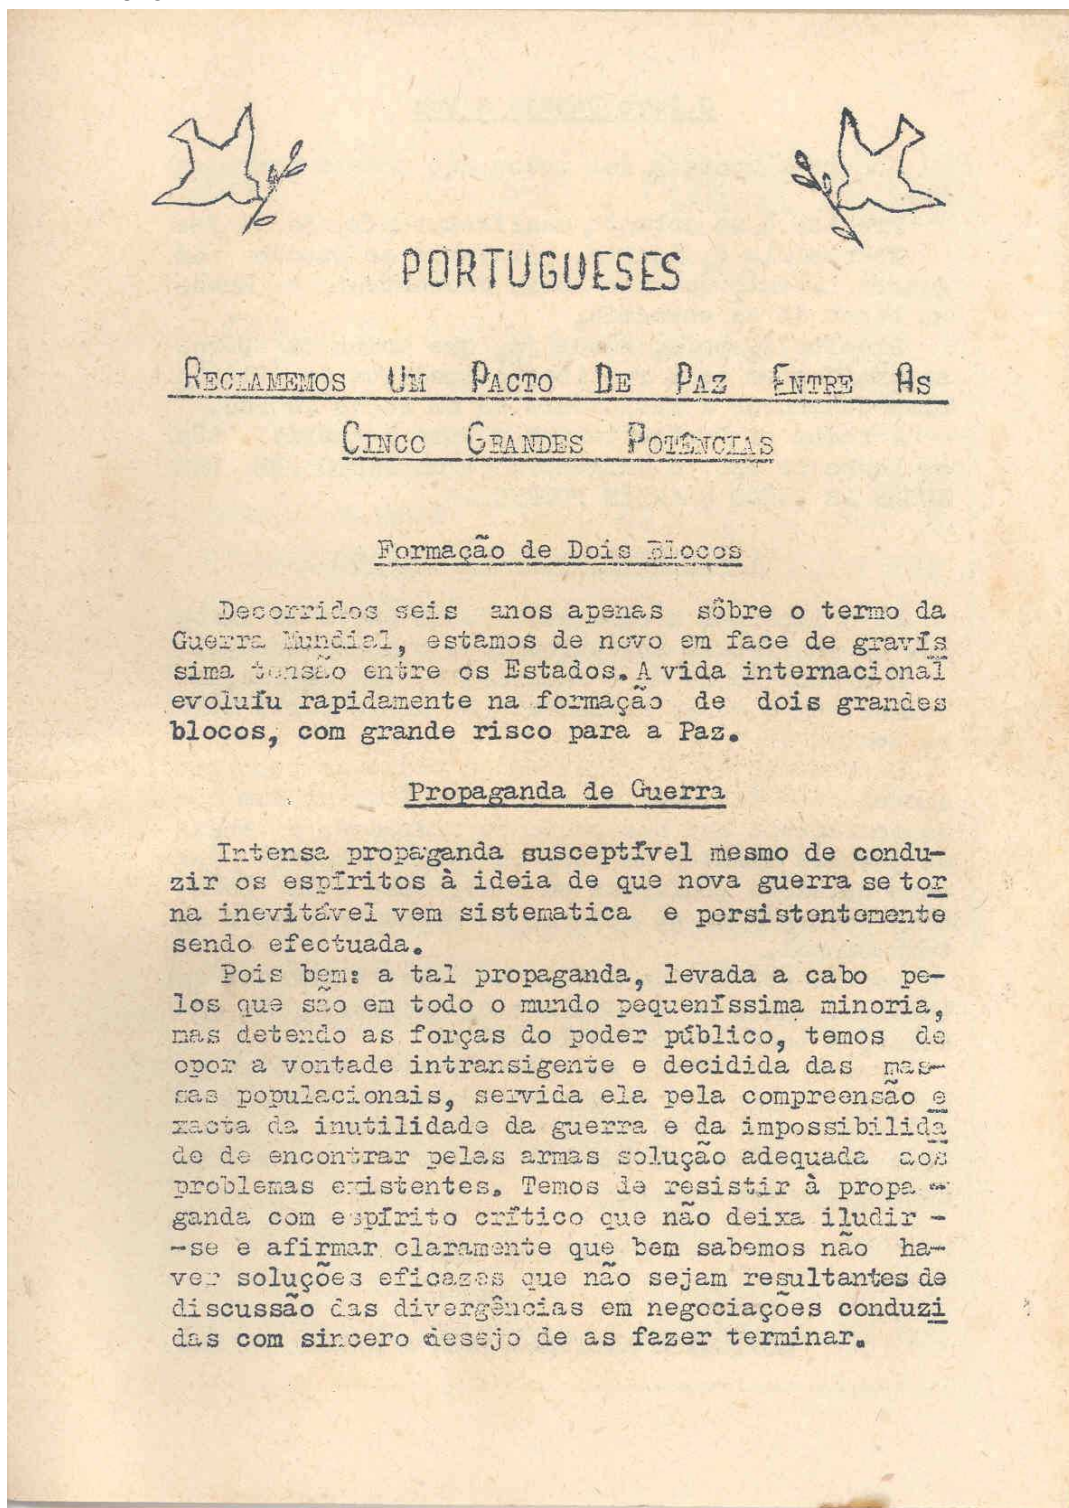 PORTUGUESES
RECLAMEMOS UM PACTO DE PAZ ENTRE AS
CINCO GRANDES POTÊNCIAS
Formação de Dois Blocos
Decorridos seis anos apenas sôbre o termo da
Guerra Mundial, estamos de novo em face de gravís
sima tensão entre os Estados. A vida internacional
evoluíu rapidamente na formação de dois grandes
blocos, com grande risco para a Paz.
Propaganda de Guerra
Intensa propaganda susceptível mesmo de condu-
zir os espíritos à ideia de que nova guerra se tor
na inevitável vem sistematica e persistentemente
sendo efectuada.
Pois bem: a tal propaganda, levada a cabo pe-
los que são em todo o mundo pequeníssima minoria,
mas detendo as forças do poder público, temos de
opor a vontade intransigente e decidida das mas-
sas populacionais, servida ela pela compreensão e
xacta da inutilidade da guerra e da impossibilida
de de encontrar pelas armas solução adequada aos
problemas existentes. Temos de resistir à propa -
ganda com espírito crítico que não deixa iludir -
-se e afirmar claramente que bem sabemos não ha-
ver soluções eficazes que não sejam resultantes de
discussão das divergências em negociações conduzi
das com sincero desejo de as fazer terminar.